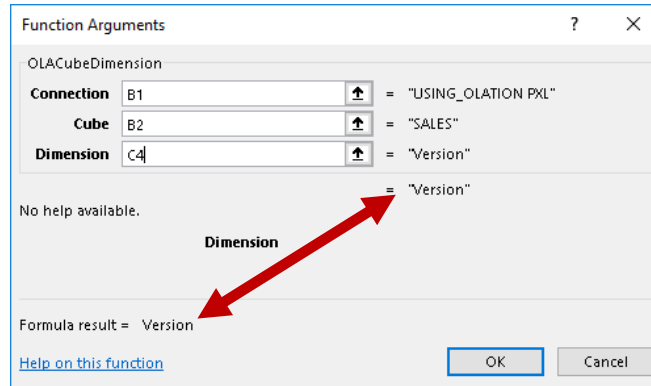 Function Arguments ? ×
OLACubeDimension
Connection B1 = "USING_OLATION PXL"
Cube B2 = "SALES"
Dimension C4 = "Version"
= "Version"
No help available.
Dimension
Formula result = Version
Help on this function OK Cancel